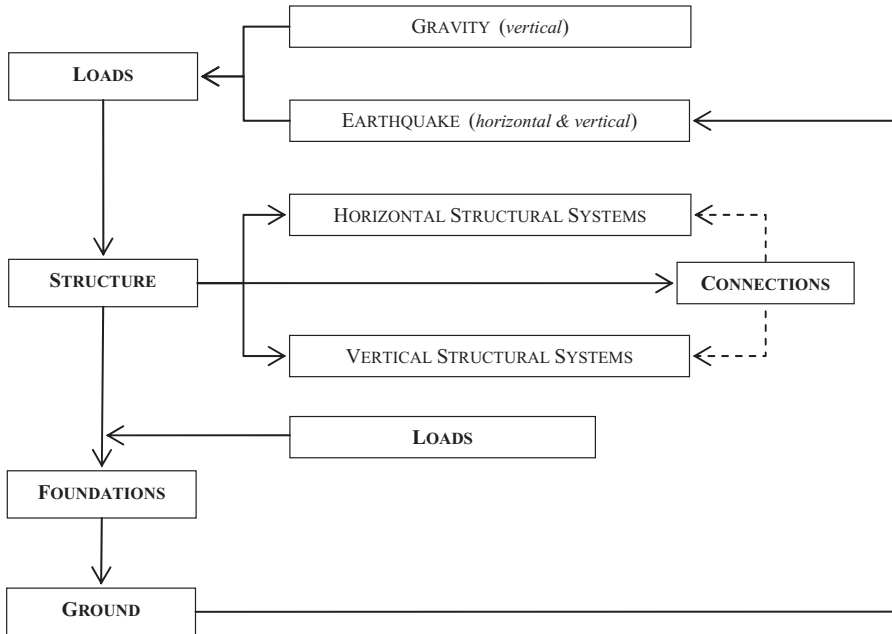 GRAVITY (vertical)
LOADS
EARTHQUAKE (horizontal & vertical)
HORIZONTAL STRUCTURAL SYSTEMS
STRUCTURE
CONNECTIONS
VERTICAL STRUCTURAL SYSTEMS
LOADS
FOUNDATIONS
GROUND